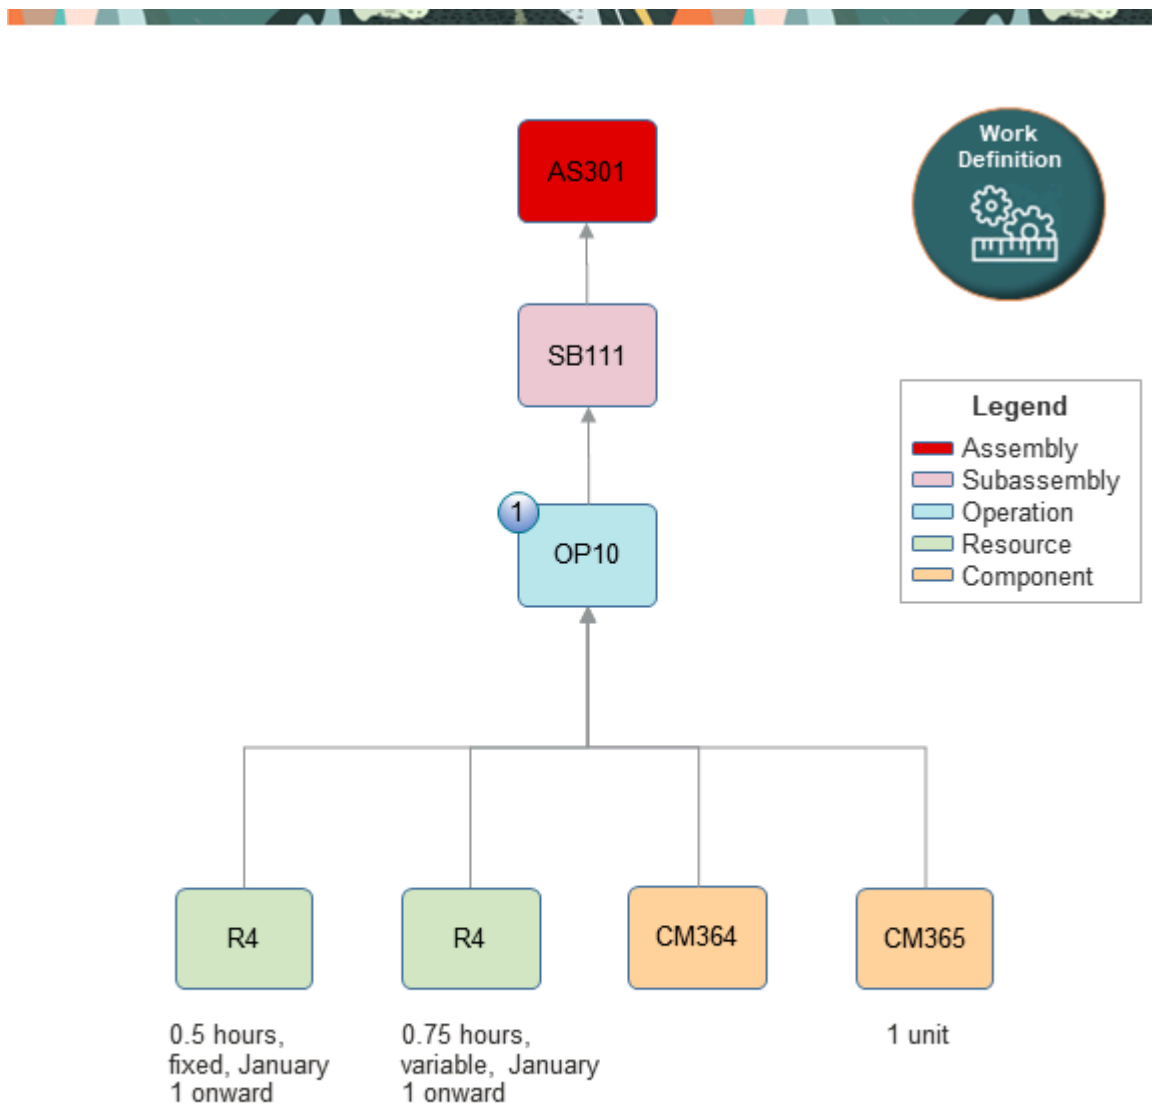 AS301
Work
Definition
SB111
Legend
Assembly
Subassembly
Operation
Resource
Component
1
OP10
R4
R4
CM364
CM365
0.5 hours,
fixed, January
1 onward
0.75 hours,
variable, January
1 onward
1 unit